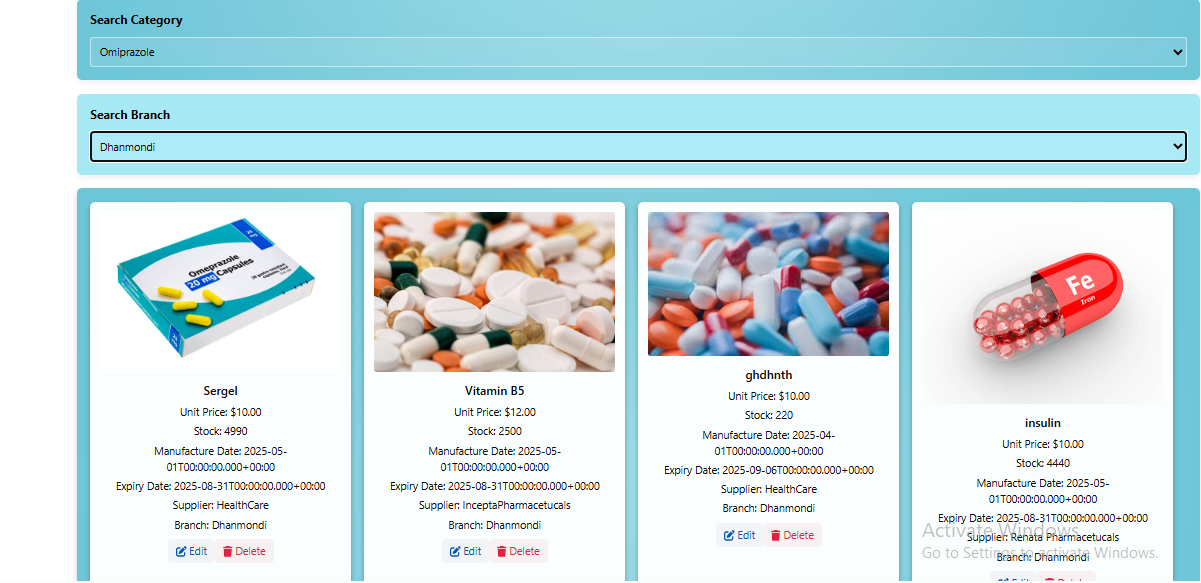 Search Category
Omiprazole
Search Branch
Dhanmondi
Omeprazole
20 mg Capsules
20 mg
Sergel
Unit Price: $10.00
Stock: 4990
Manufacture Date: 2025-05-
01T00:00:00.000+00:00
Expiry Date: 2025-08-31T00:00:00.000+00:00
Supplier: HealthCare
Branch: Dhanmondi
Edit Delete
Vitamin B5
Unit Price: $12.00
Stock: 2500
Manufacture Date: 2025-05-
01T00:00:00.000+00:00
Expiry Date: 2025-08-31T00:00:00.000+00:00
Supplier: InceptaPharmacetucals
Branch: Dhanmondi
Edit Delete
ghdhnth
Unit Price: $10.00
Stock: 220
Manufacture Date: 2025-04-
01T00:00:00.000+00:00
Expiry Date: 2025-09-06T00:00:00.000+00:00
Supplier: HealthCare
Branch: Dhanmondi
Edit Delete
Fe
Iron
insulin
Unit Price: $10.00
Stock: 4440
Manufacture Date: 2025-05-
01T00:00:00.000+00:00
Expiry Date: 2025-08-31T00:00:00.000+00:00
Supplier: Renata Pharmacetucals
Branch: Dhanmondi
Edit Delete
Activate Windows
Go to Settings to activate Windows.